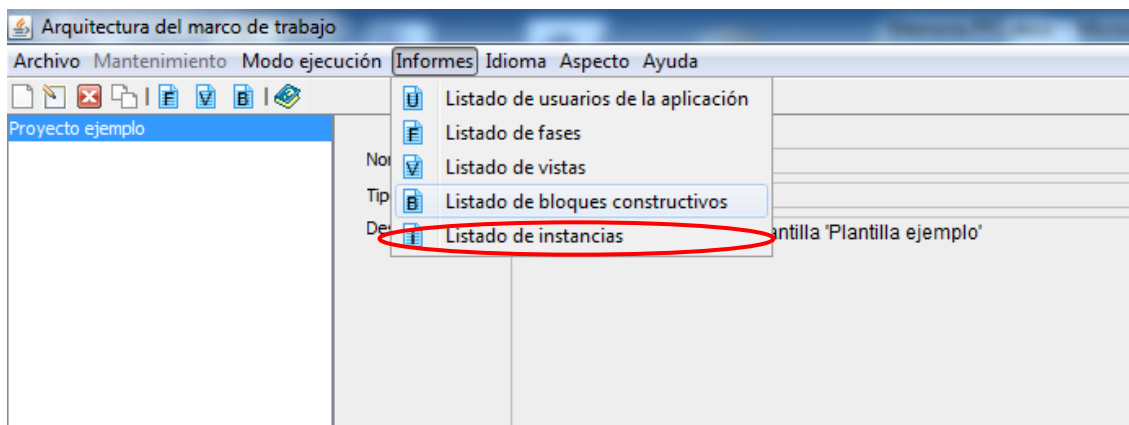 Arquitectura del marco de trabajo
Archivo Mantenimiento Modo ejecución Informes Idioma Aspecto Ayuda
F V B
U Listado de usuarios de la aplicación
Proyecto ejemplo
F Listado de fases
V Listado de vistas
B Listado de bloques constructivos
I Listado de instancias
antilla 'Plantilla ejemplo'